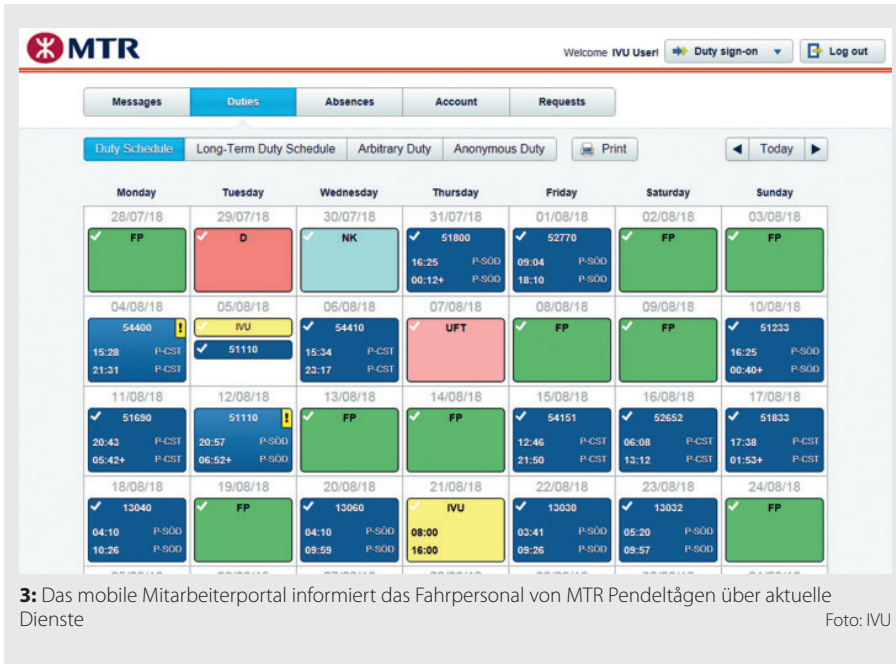 MTR
Welcome IVU User! Duty sign-on Log out
Messages Duties Absences Account Requests
Duty Schedule Long-Term Duty Schedule Arbitrary Duty Anonymous Duty Print Today
Monday Tuesday Wednesday Thursday Friday Saturday Sunday
28/07/18 29/07/18 30/07/18 31/07/18 01/08/18 02/08/18 03/08/18
FP D NK 51800 52770 FP FP
16:25 P-SÖD 09:04 P-SÖD
00:12+ P-SÖD 18:10 P-SÖD
04/08/18 05/08/18 06/08/18 07/08/18 08/08/18 09/08/18 10/08/18
54400 ! IVU 54410 UFT FP FP 51233
51110
15:28 P-CST 15:34 P-CST 16:25 P-SÖD
21:31 P-CST 23:17 P-CST 00:40+ P-SÖD
11/08/18 12/08/18 13/08/18 14/08/18 15/08/18 16/08/18 17/08/18
51690 51110 ! FP FP 54151 52652 51833
20:43 P-CST 20:57 P-SÖD 12:46 P-CST 06:08 P-CST 17:38 P-CST
05:42+ P-CST 06:52+ P-SÖD 21:50 P-CST 13:12 P-CST 01:53+ P-CST
18/08/18 19/08/18 20/08/18 21/08/18 22/08/18 23/08/18 24/08/18
13040 FP 13060 IVU 13030 13032 FP
04:10 P-SÖD 04:10 P-SÖD 08:00 03:41 P-SÖD 05:20 P-SÖD
10:26 P-SÖD 09:59 P-SÖD 16:00 09:26 P-SÖD 09:57 P-SÖD
3: Das mobile Mitarbeiterportal informiert das Fahrpersonal von MTR Pendeltågen über aktuelle
Dienste Foto: IVU